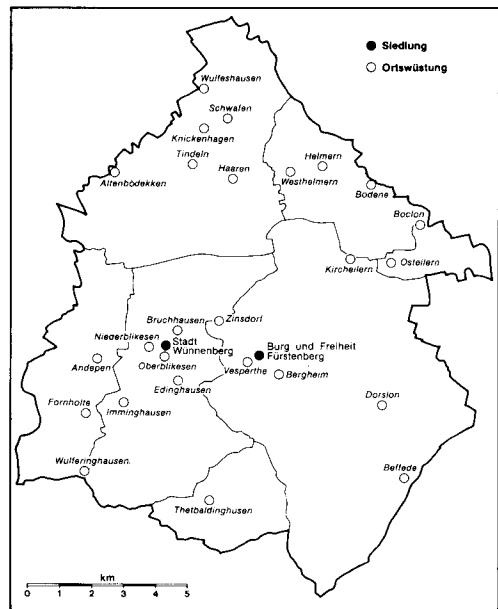 Siedlung
Ortswüstung
Wulfeshausen
Schwafen
Knickenhagen
Tindeln
Haaren
Altenbödekken
Helmern
Westhelmern
Bodene
Boclon
Kircheilern
Osteilern
Bruchhausen
Zinsdorf
Niederblikesen
Stadt
Wünnenberg
Burg und Freiheit
Fürstenberg
Andepen
Oberblikesen
Vesperthe
Bergheim
Edinghausen
Fornholte
Imminghausen
Dorslon
Wulferinghausen
Beffede
Thetbaldinghusen
km
0 1 2 3 4 5